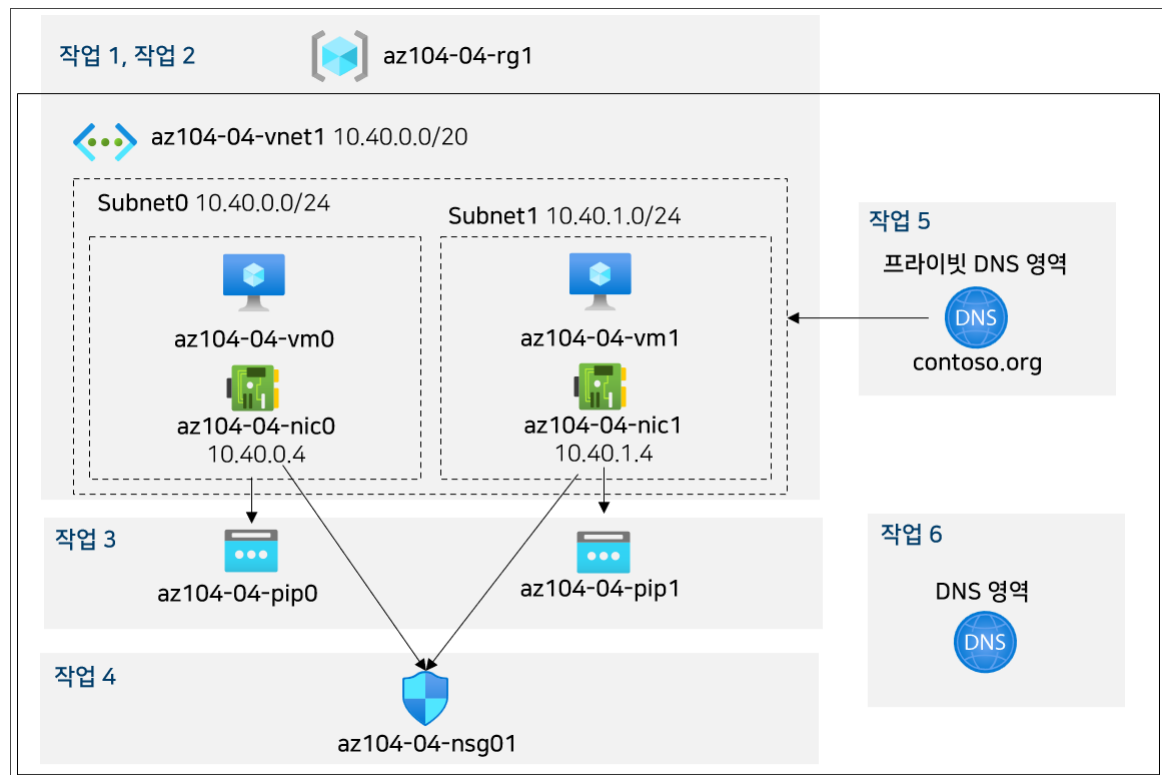 작업 1, 작업 2
az104-04-rg1
az104-04-vnet1 10.40.0.0/20
Subnet0 10.40.0.0/24
Subnet1 10.40.1.0/24
az104-04-vm0
az104-04-vm1
az104-04-nic0
az104-04-nic1
10.40.0.4
10.40.1.4
작업 5
프라이빗 DNS 영역
DNS
contoso.org
작업 3
az104-04-pip0
az104-04-pip1
작업 6
DNS 영역
DNS
작업 4
az104-04-nsg01